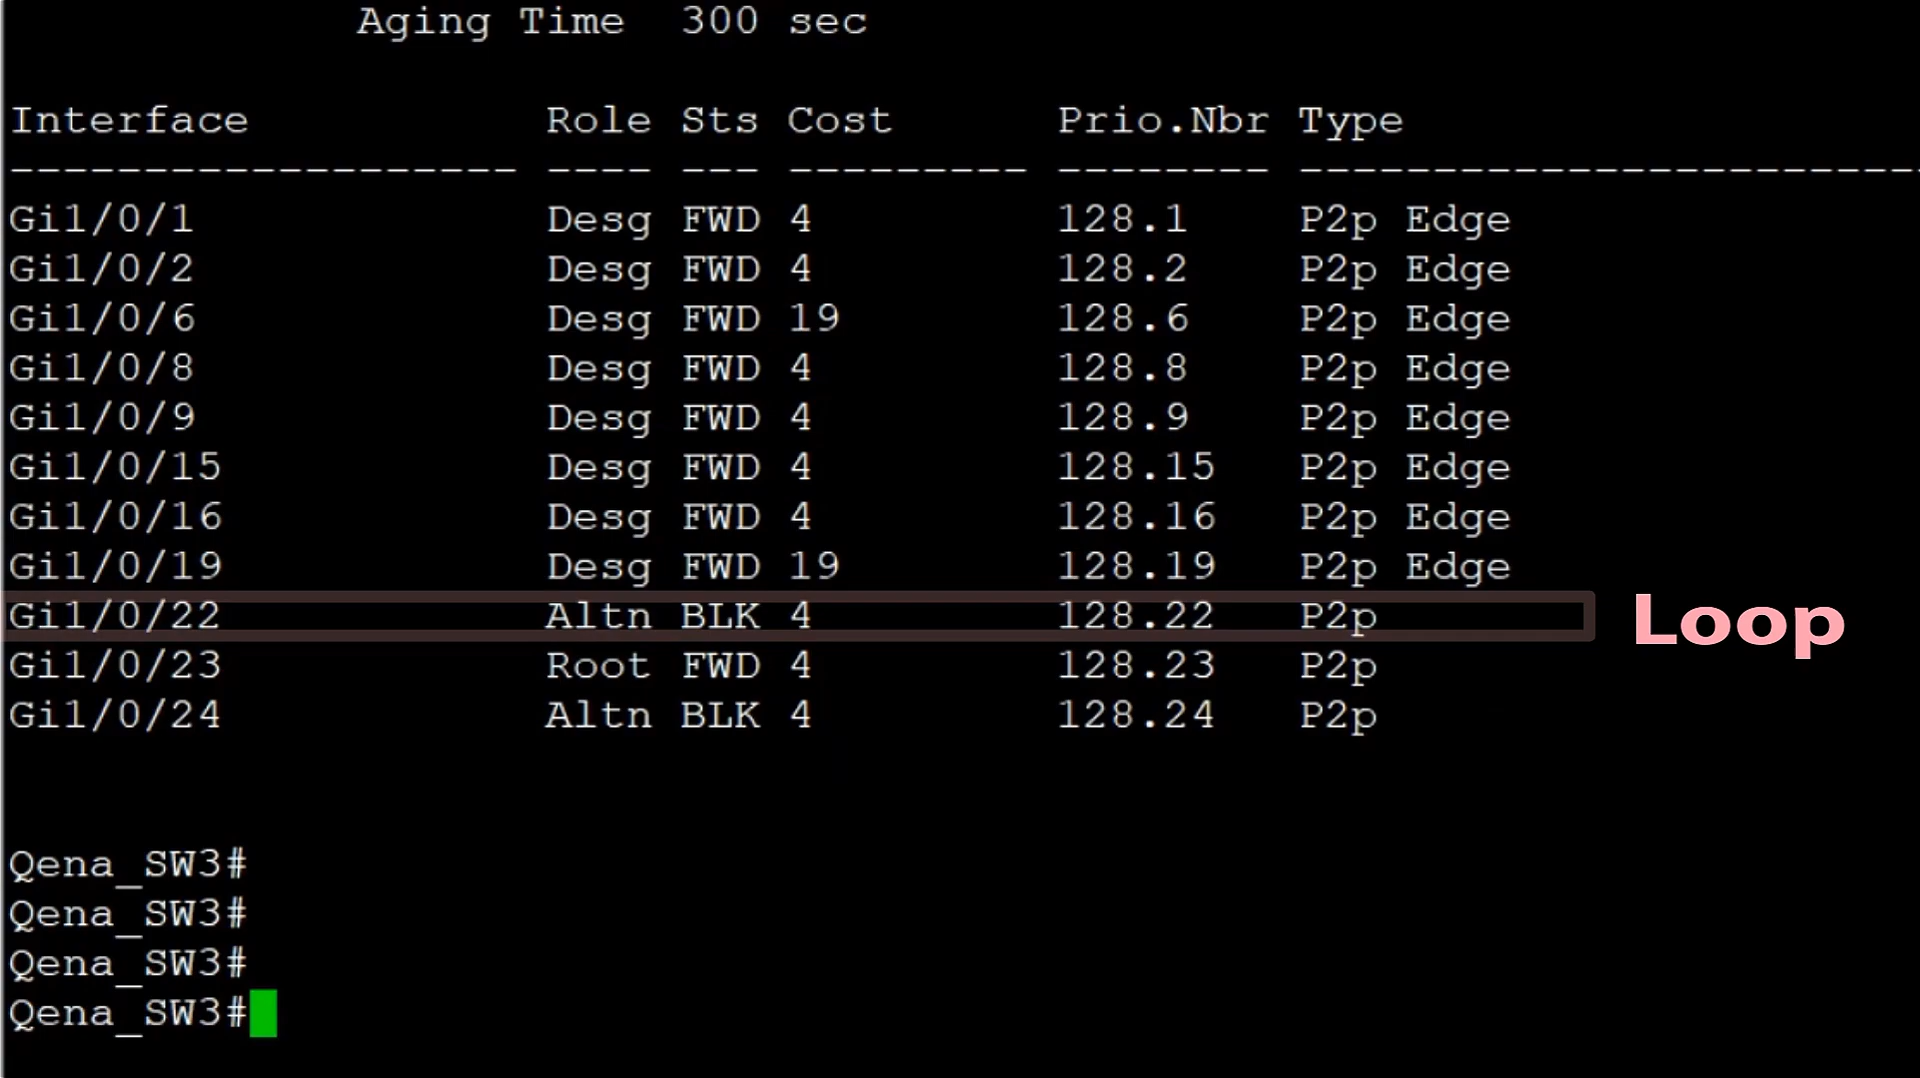 Aging Time 300 sec
Interface Role Sts Cost Prio.Nbr Type
------------------- ---- --- --------- -------- -----------------------
Gi1/0/1 Desg FWD 4 128.1 P2p Edge
Gi1/0/2 Desg FWD 4 128.2 P2p Edge
Gi1/0/6 Desg FWD 19 128.6 P2p Edge
Gi1/0/8 Desg FWD 4 128.8 P2p Edge
Gi1/0/9 Desg FWD 4 128.9 P2p Edge
Gi1/0/15 Desg FWD 4 128.15 P2p Edge
Gi1/0/16 Desg FWD 4 128.16 P2p Edge
Gi1/0/19 Desg FWD 19 128.19 P2p Edge
Gi1/0/22 Altn BLK 4 128.22 P2p Loop
Gi1/0/23 Root FWD 4 128.23 P2p
Gi1/0/24 Altn BLK 4 128.24 P2p
Qena_SW3#
Qena_SW3#
Qena_SW3#
Qena_SW3#